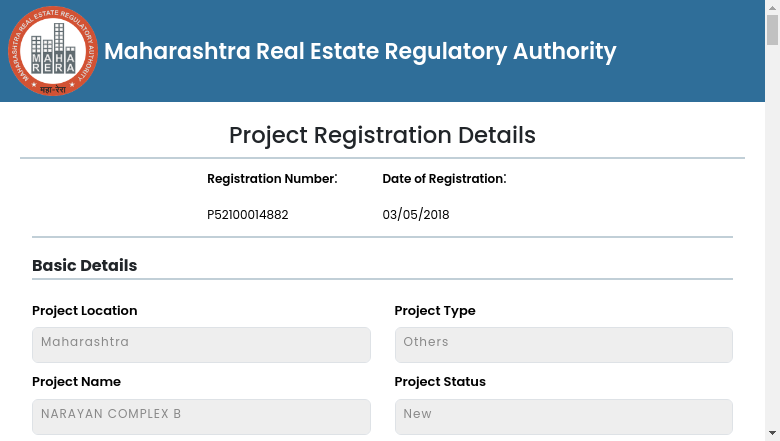 MAHARASHTRA REAL ESTATE REGULATORY AUTHORITY
MAHA
RERA
महा-रेरा
Maharashtra Real Estate Regulatory Authority
Project Registration Details
Registration Number: Date of Registration:
P52100014882 03/05/2018
Basic Details
Project Location Project Type
Maharashtra Others
Project Name Project Status
NARAYAN COMPLEX B New